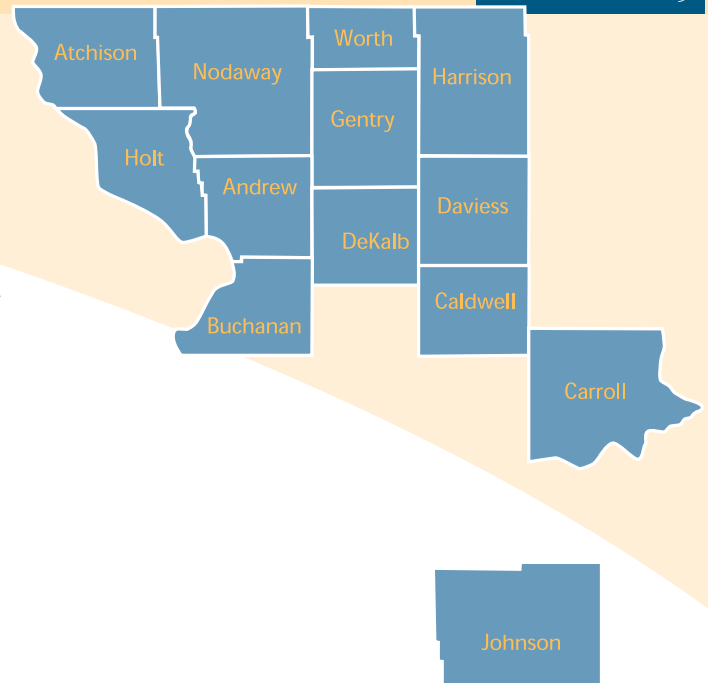 Atchison
Nodaway
Worth
Harrison
Gentry
Holt
Andrew
Daviess
DeKalb
Caldwell
Buchanan
Carroll
Johnson